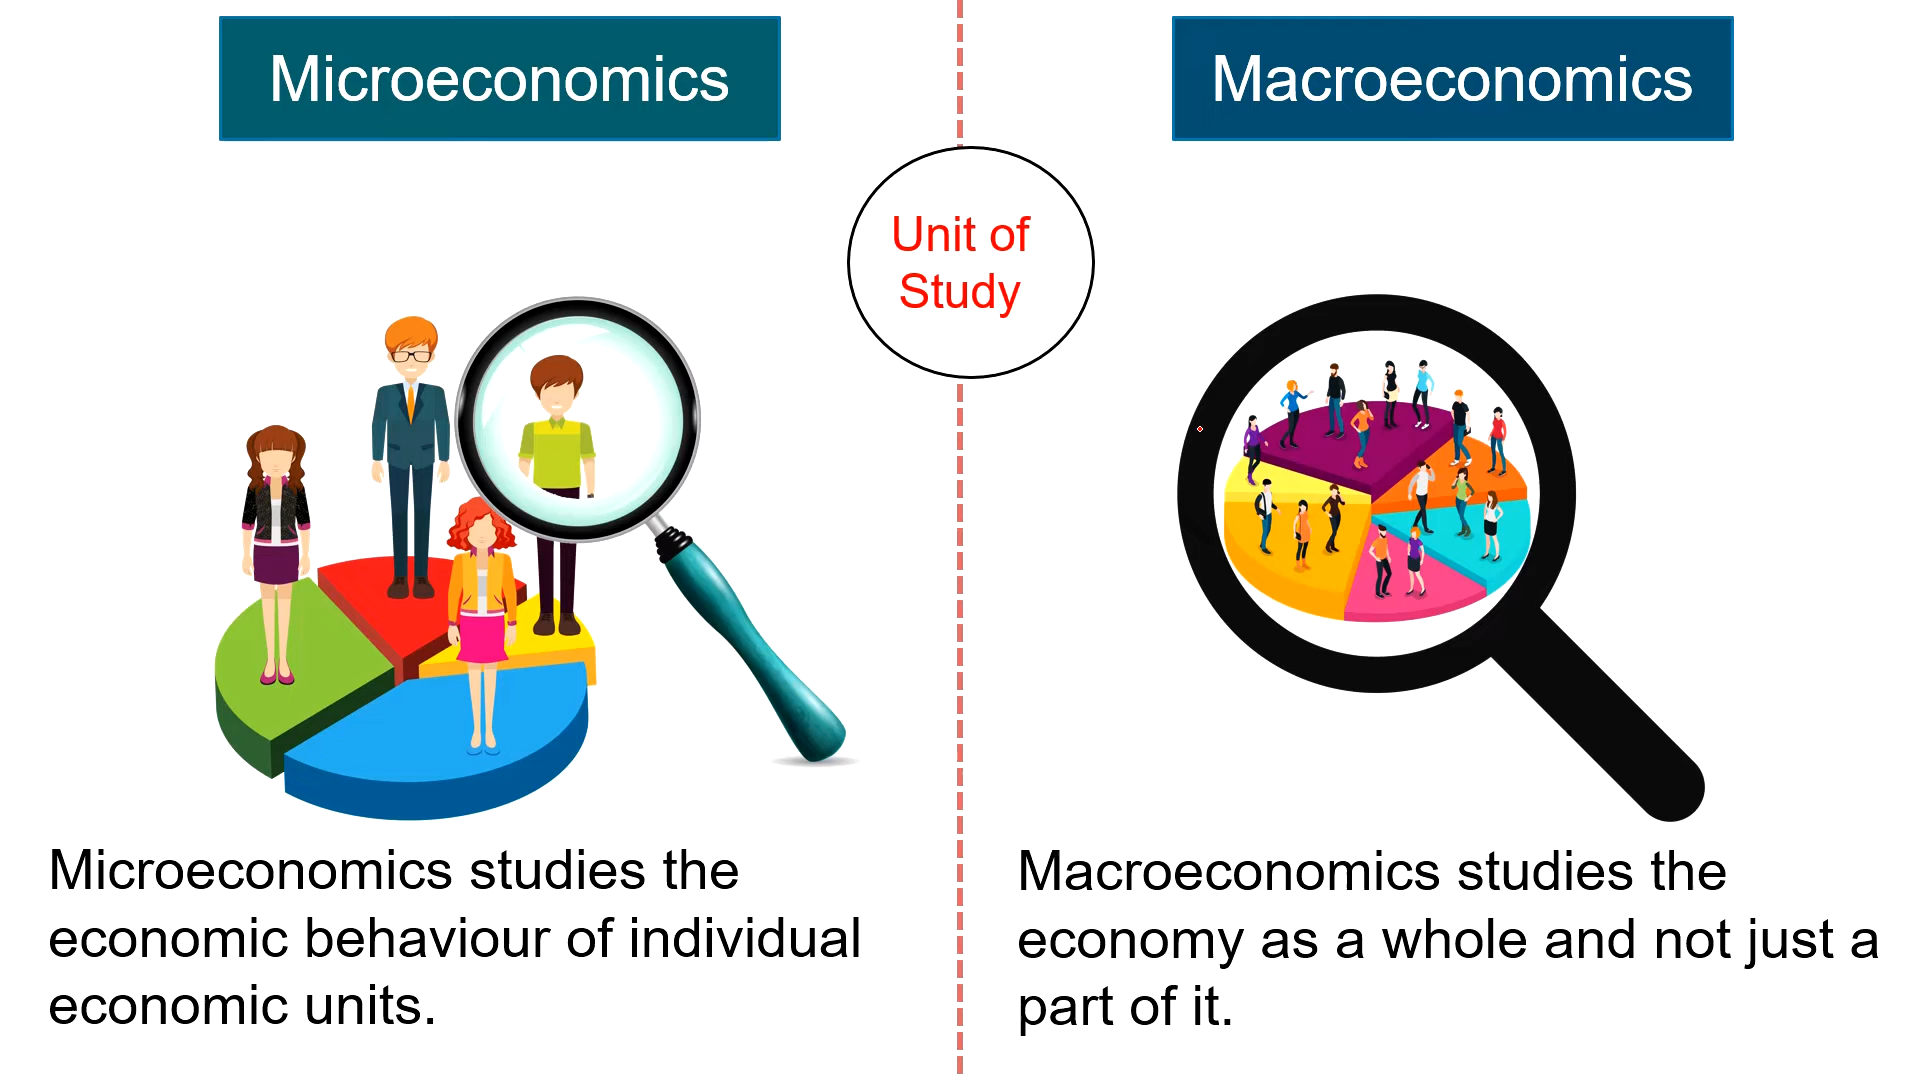 Microeconomics
Macroeconomics
Unit of
Study
Microeconomics studies the
economic behaviour of individual
economic units.
Macroeconomics studies the
economy as a whole and not just a
part of it.